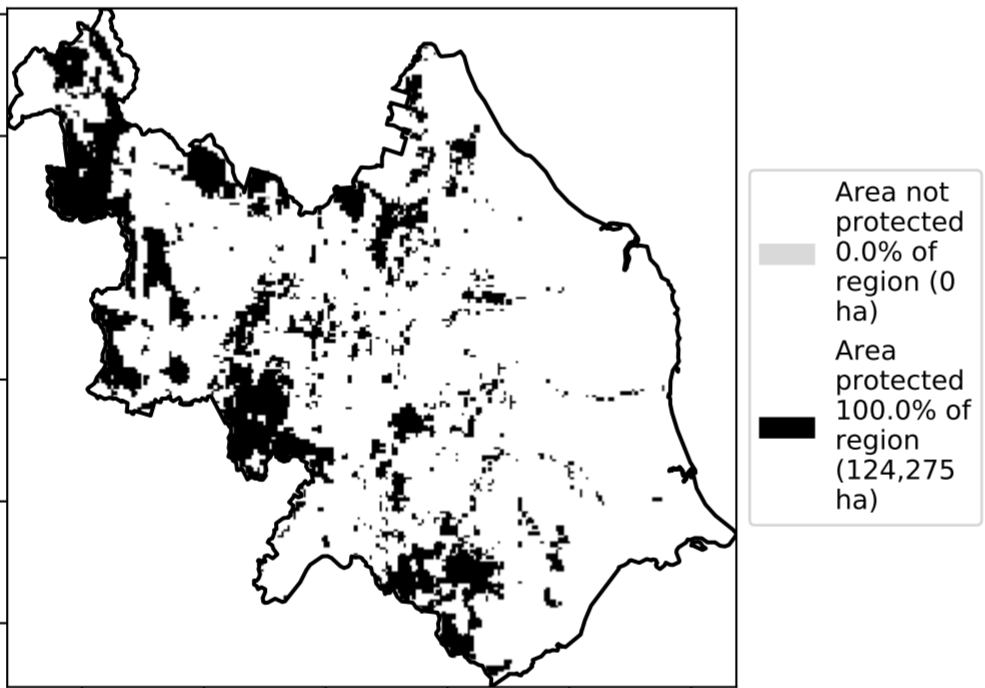 Area not
protected
0.0% of
region (0
ha)
Area
protected
100.0% of
region
(124,275
ha)